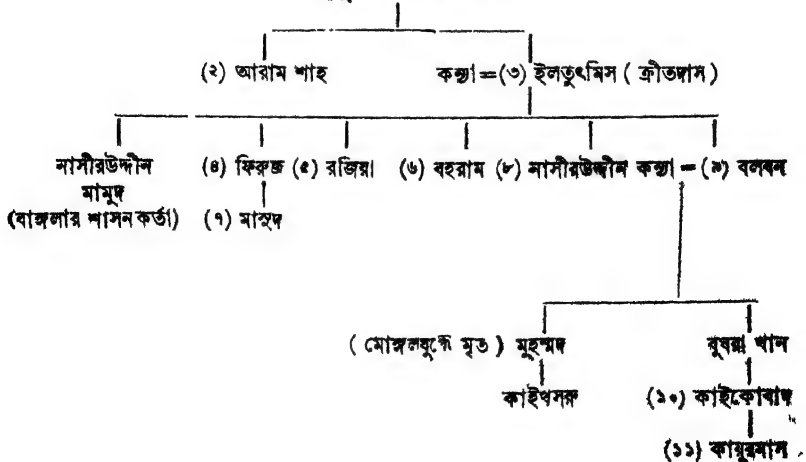 (২) আরাম শাহ কন্যা = (৩) ইলতুৎমিস ( ক্রীতদাস )
নাসীরউদ্দীন (৪) ফিরুজ (৫) রজিয়া (৬) বহরাম (৮) নাসীরউদ্দীন কন্যা = (৯) বলবন
মামুদ
(বাঙ্গলার শাসনকর্তা) (৭) মাসুদ
( মোঙ্গলযুদ্ধে মৃত ) মুহম্মদ বুঘরা খান
কাইখসরু (১০) কাইকোবাদ
(১১) কায়ুরমাস